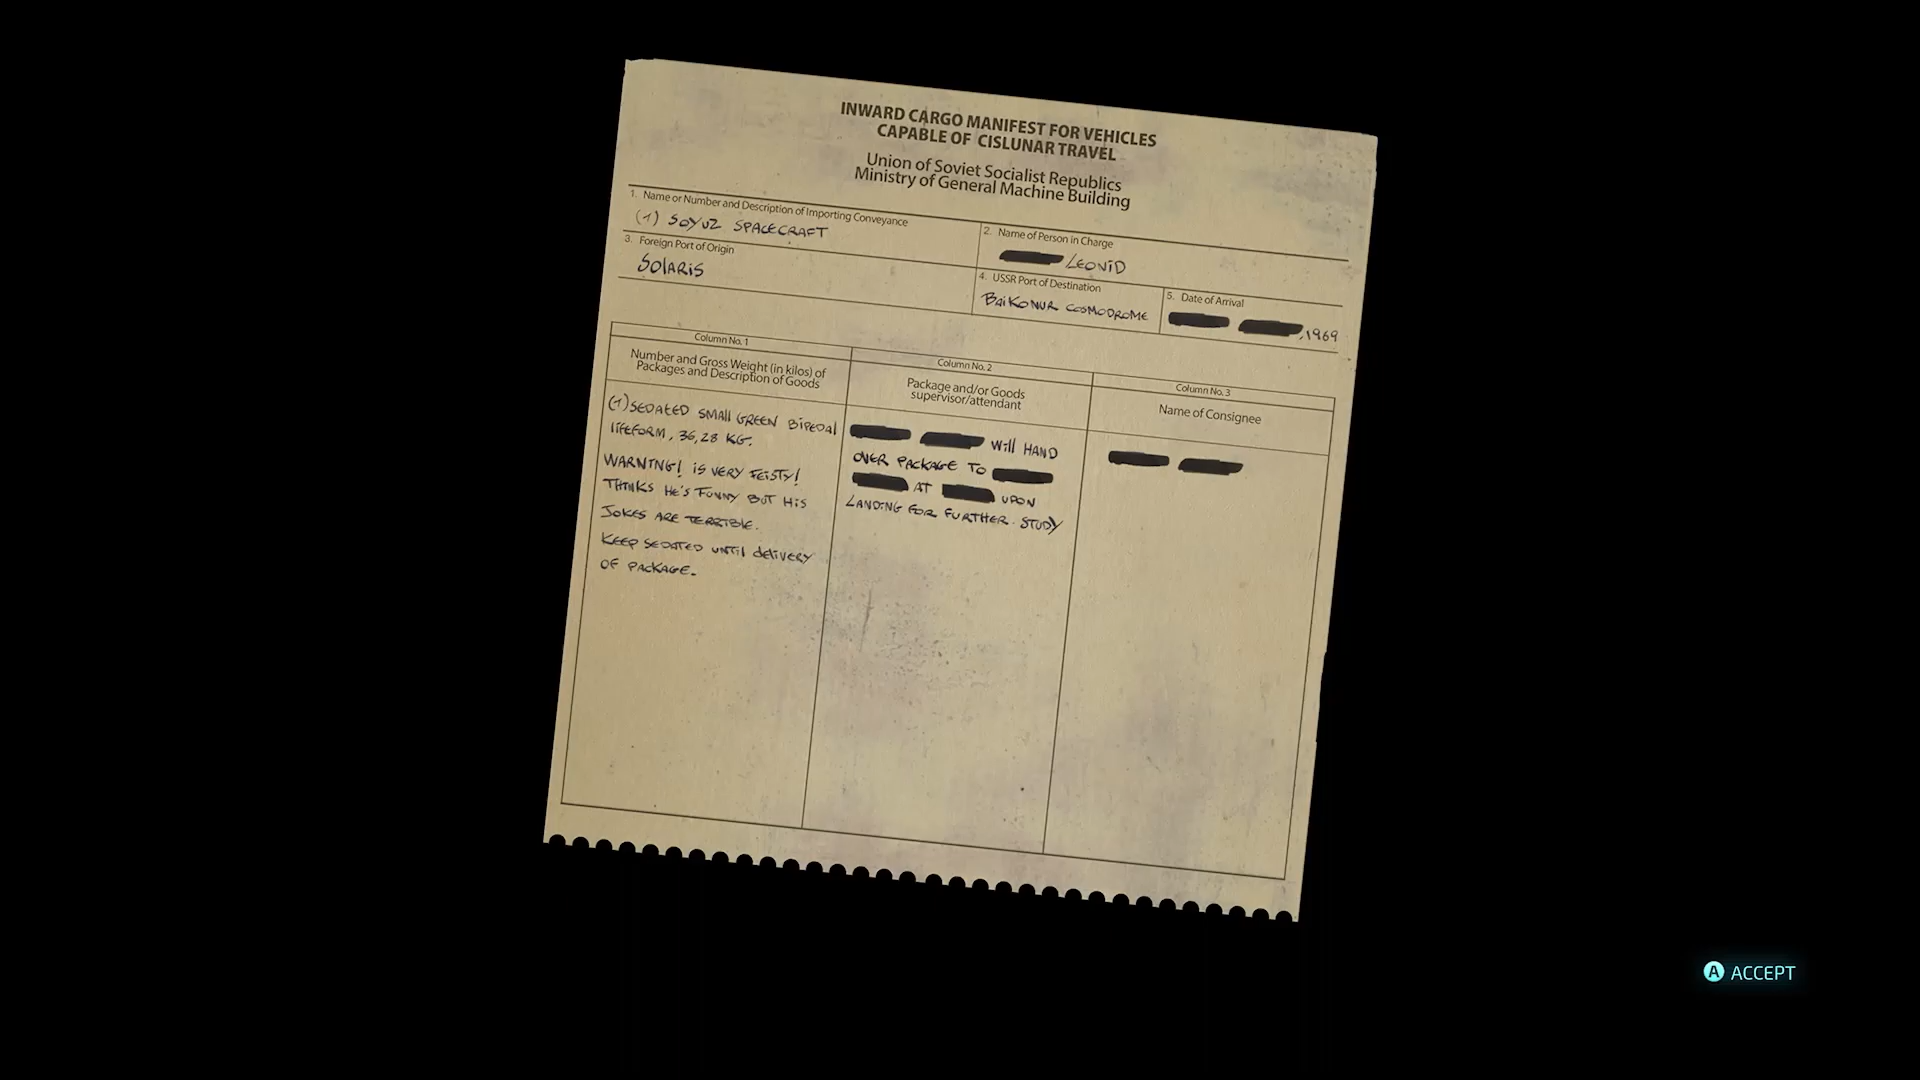 INWARD CARGO MANIFEST FOR VEHICLES
CAPABLE OF CISLUNAR TRAVEL
Union of Soviet Socialist Republics
Ministry of General Machine Building
1. Name or Number and Description of Importing Conveyance
(1) SOYUZ SPACECRAFT
2. Name of Person in Charge
LEOVID
3. Foreign Port of Origin
SOLARIS
4. USSR Port of Destination
BAIKONUR COSMODROME
5. Date of Arrival
,1969
Column No. 1
Number and Gross Weight (in kilos) of
Packages and Description of Goods
(1) SEDATED SMALL GREEN BIPEDAL
LIFEFORM, 36,28 KG.
WARNING! IS VERY FEISTY!
THINKS HE'S FUNNY BUT HIS
JOKES ARE TERRIBLE.
KEEP SEDATED UNTIL DELIVERY
OF PACKAGE.
Column No. 2
Package and/or Goods
supervisor/attendant
WILL HAND
OVER PACKAGE TO
AT UPON
LANDING FOR FURTHER STUDY
Column No. 3
Name of Consignee
A ACCEPT